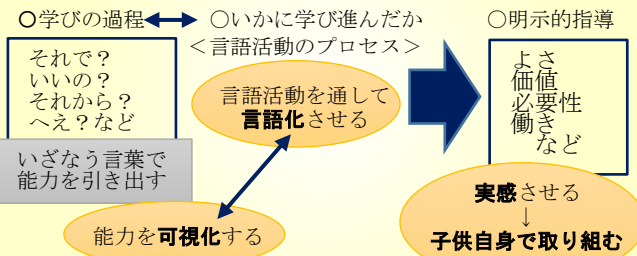 ○学びの過程
○いかに学び進んだか
＜言語活動のプロセス＞
○明示的指導
それで？
いいの？
それから？
へえ？など
いざなう言葉で
能力を引き出す
言語活動を通して
言語化させる
能力を可視化する
よさ
価値
必要性
働き
など
実感させる
↓
子供自身で取り組む